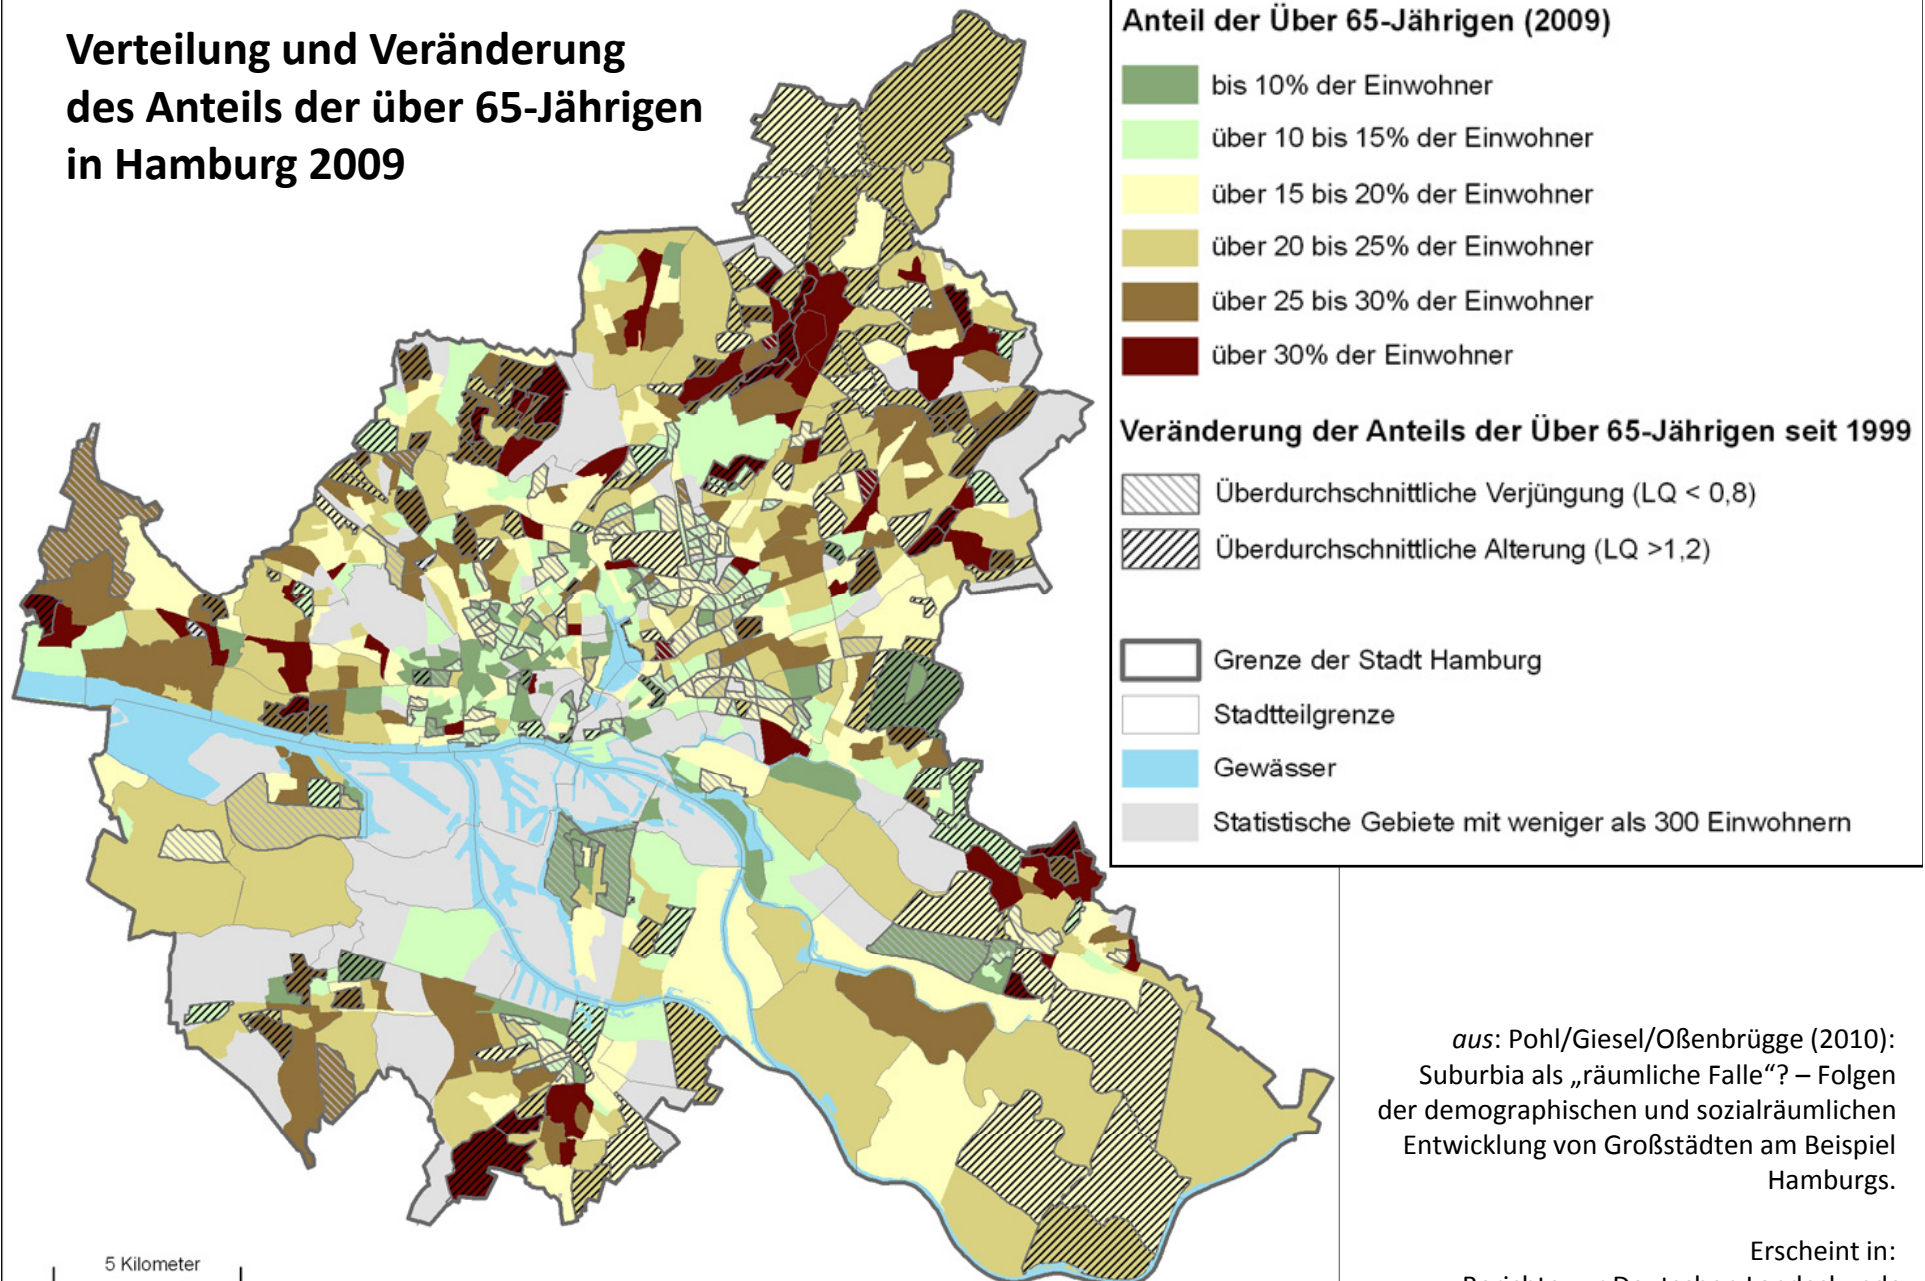 Verteilung und Veränderung
des Anteils der über 65-Jährigen
in Hamburg 2009
Anteil der Über 65-Jährigen (2009)
bis 10% der Einwohner
über 10 bis 15% der Einwohner
über 15 bis 20% der Einwohner
über 20 bis 25% der Einwohner
über 25 bis 30% der Einwohner
über 30% der Einwohner
Veränderung der Anteils der Über 65-Jährigen seit 1999
Überdurchschnittliche Verjüngung (LQ < 0,8)
Überdurchschnittliche Alterung (LQ >1,2)
Grenze der Stadt Hamburg
Stadtteilgrenze
Gewässer
Statistische Gebiete mit weniger als 300 Einwohnern
aus: Pohl/Giesel/Oßenbrügge (2010):
Suburbia als „räumliche Falle“? – Folgen
der demographischen und sozialräumlichen
Entwicklung von Großstädten am Beispiel
Hamburgs.
Erscheint in:
Berichte zur Deutschen Landeskunde
5 Kilometer